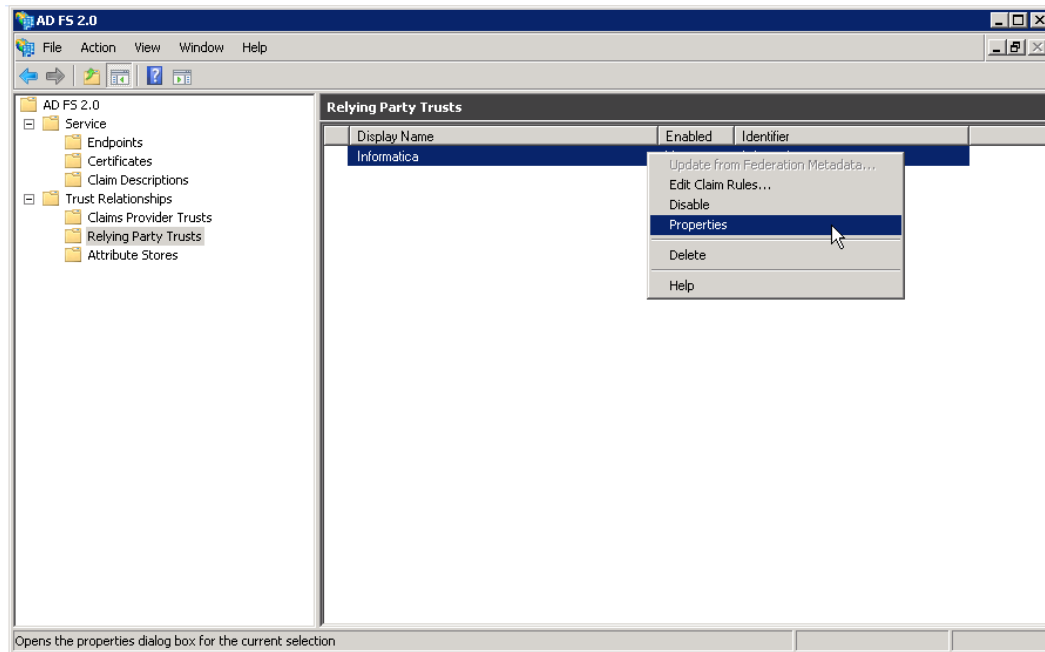 AD FS 2.0
File Action View Window Help
AD FS 2.0
Service
Endpoints
Certificates
Claim Descriptions
Trust Relationships
Claims Provider Trusts
Relying Party Trusts
Attribute Stores
Relying Party Trusts
Display Name Enabled Identifier
Informatica
Update from Federation Metadata...
Edit Claim Rules...
Disable
Properties
Delete
Help
Opens the properties dialog box for the current selection